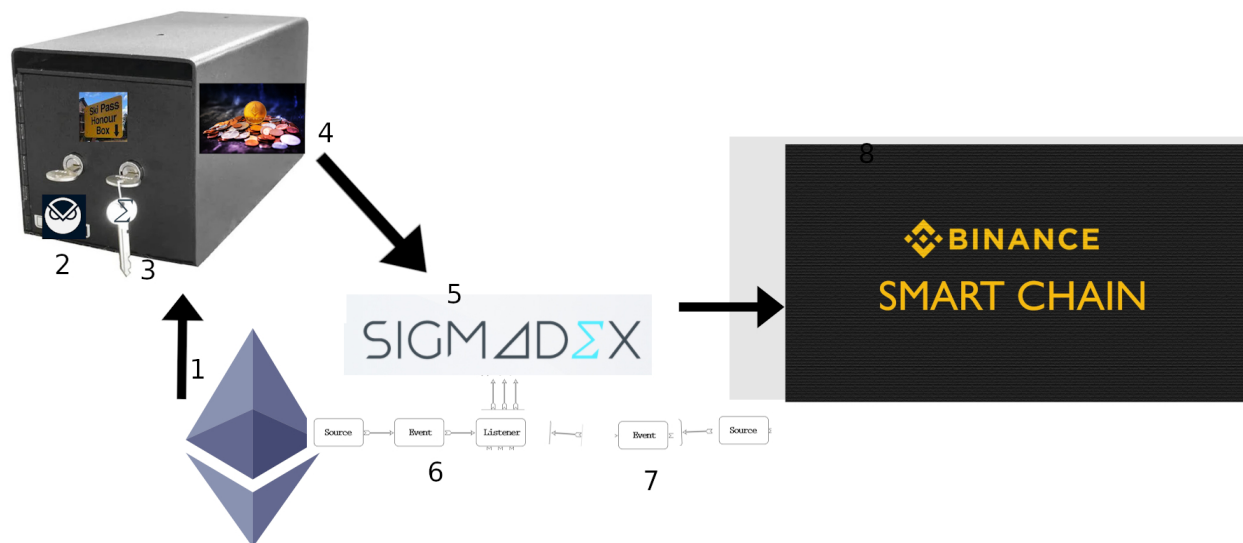 Ski Pass
Honour
Box
4
8
BINANCE
SMART CHAIN
2
3
Σ
5
SIGMADΣX
1
Source
Event
Listener
Event
Source
6
7